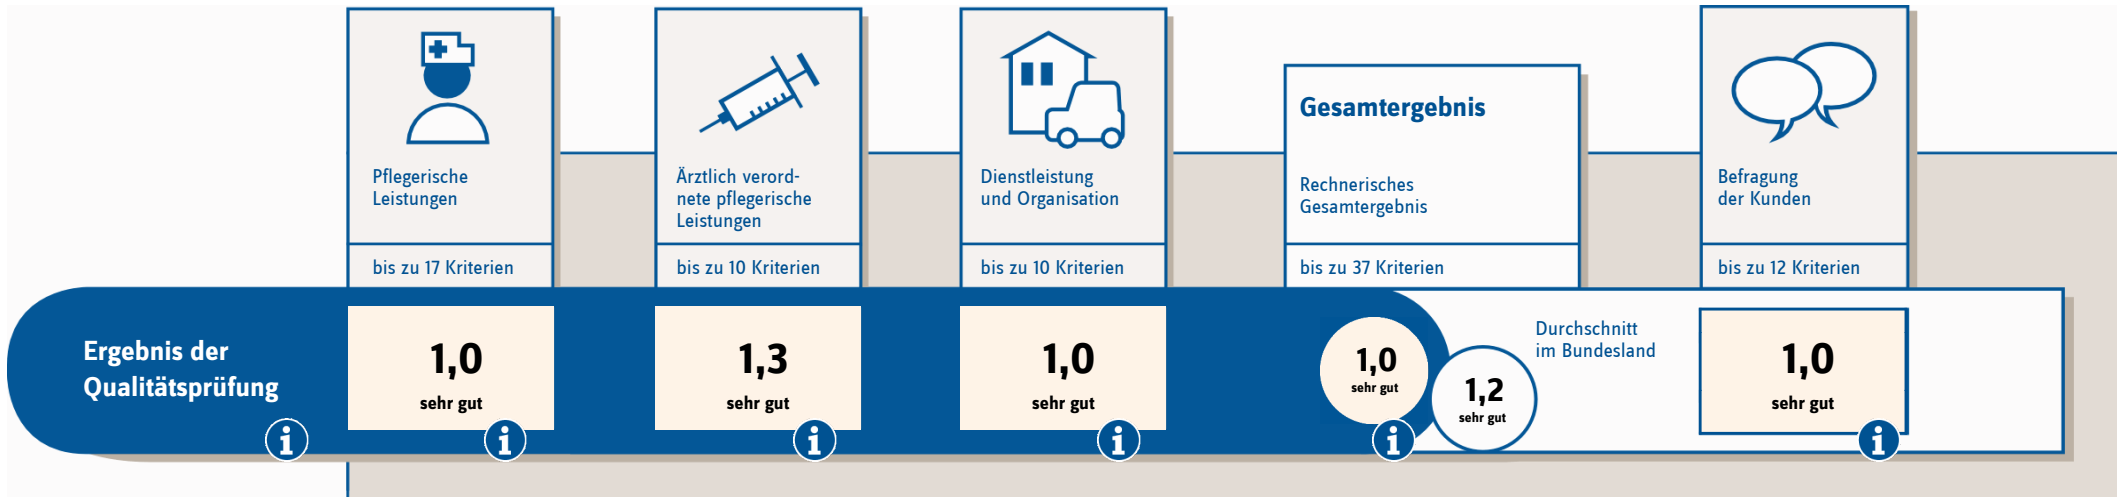 Pflegerische
Leistungen
bis zu 17 Kriterien
Ärztlich verord-
nete pflegerische
Leistungen
bis zu 10 Kriterien
Dienstleistung
und Organisation
bis zu 10 Kriterien
Gesamtergebnis
Rechnerisches
Gesamtergebnis
bis zu 37 Kriterien
Befragung
der Kunden
bis zu 12 Kriterien
Ergebnis der
Qualitätsprüfung
i
1,0
sehr gut
i
1,3
sehr gut
i
1,0
sehr gut
i
1,0
sehr gut
i
1,2
sehr gut
Durchschnitt
im Bundesland
1,0
sehr gut
i